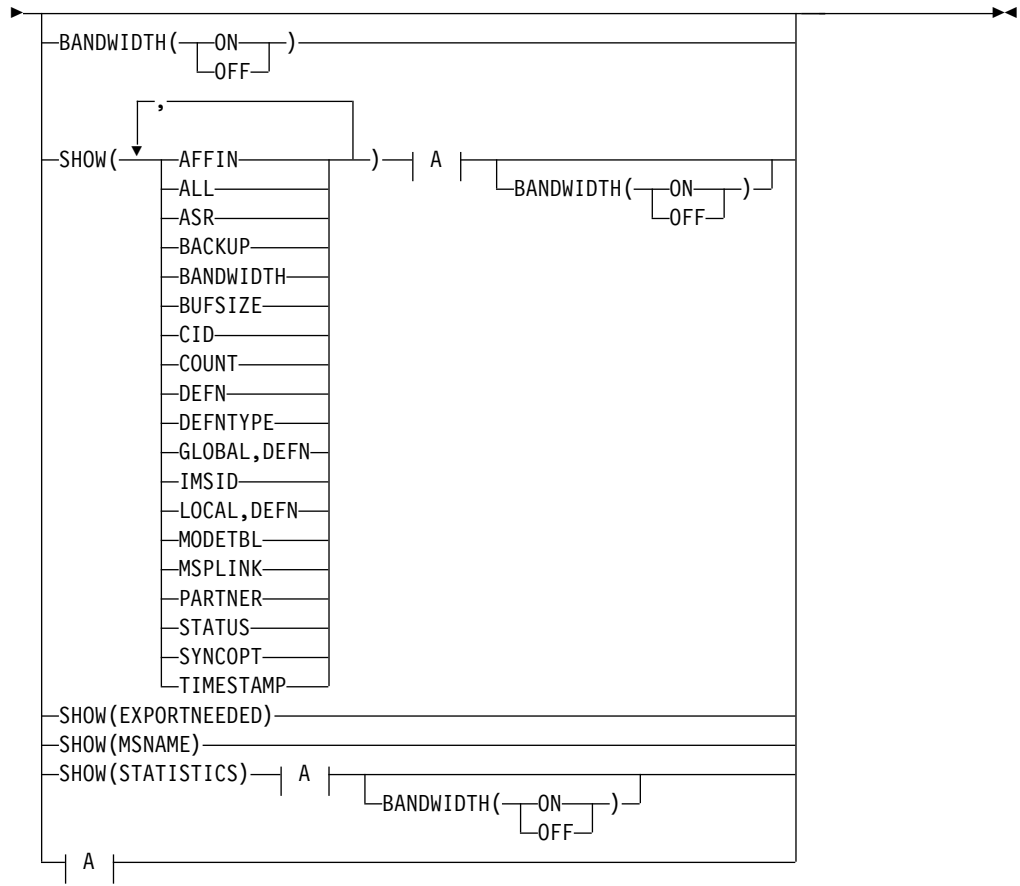 BANDWIDTH( ON )
OFF
,
SHOW( AFFIN ) A
ALL BANDWIDTH( ON )
ASR OFF
BACKUP
BANDWIDTH
BUFSIZE
CID
COUNT
DEFN
DEFNTYPE
GLOBAL,DEFN
IMSID
LOCAL,DEFN
MODETBL
MSPLINK
PARTNER
STATUS
SYNCOPT
TIMESTAMP
SHOW(EXPORTNEEDED)
SHOW(MSNAME)
SHOW(STATISTICS) A
BANDWIDTH( ON )
OFF
A